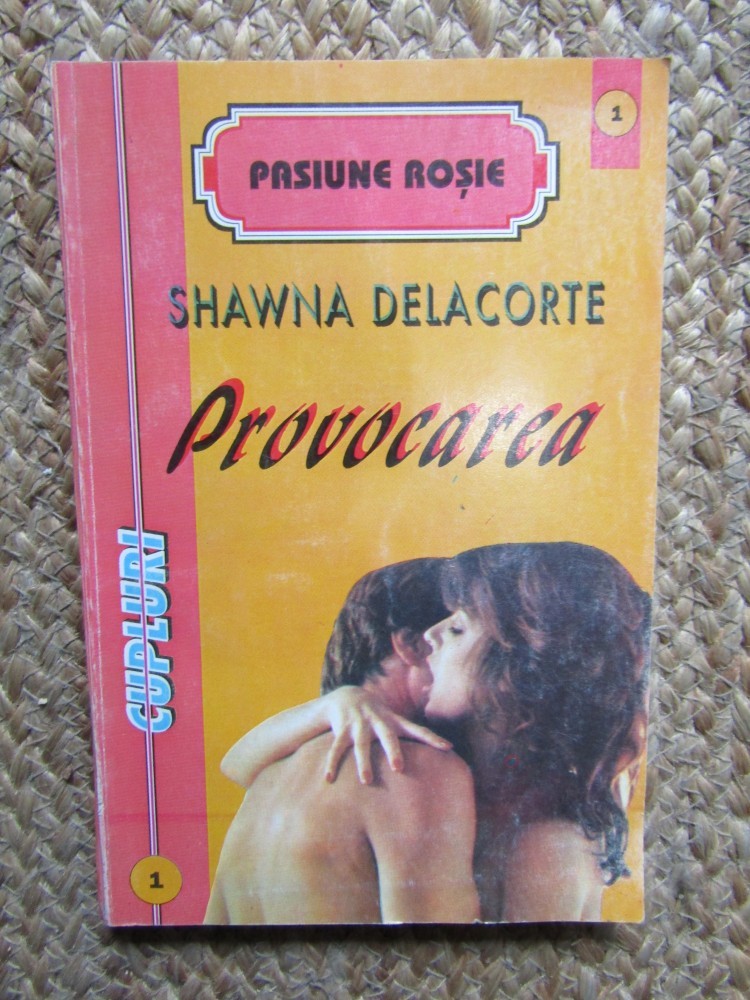 1
PASIUNE ROȘIE
SHAWNA DELACORTE
Provocarea
CUPLURI
1